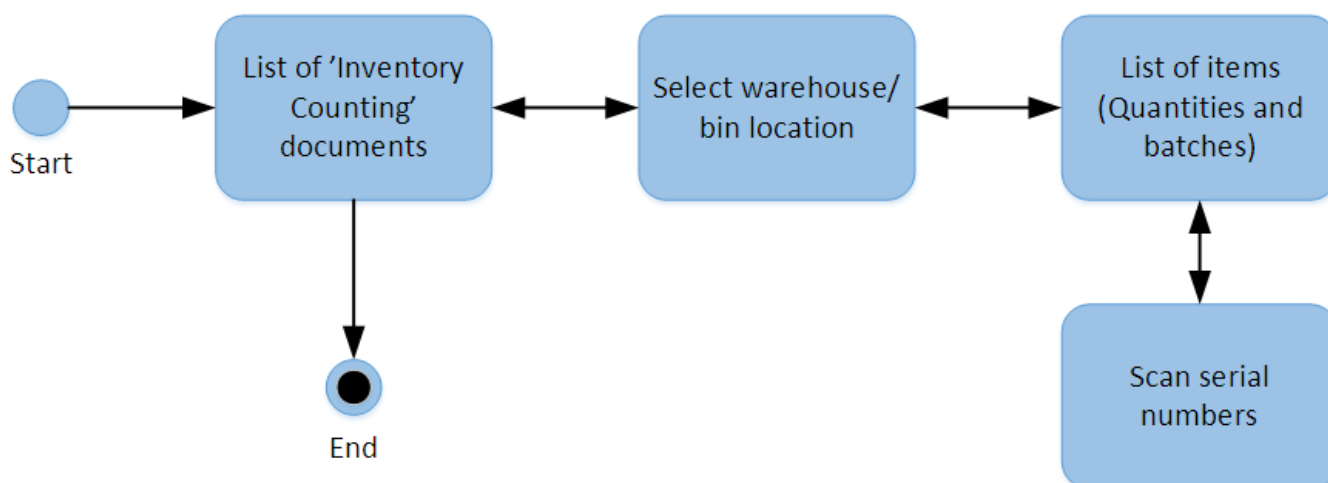 List of ’Inventory
Counting’
documents
Select warehouse/
bin location
List of items
(Quantities and
batches)
Start
Scan serial
numbers
End